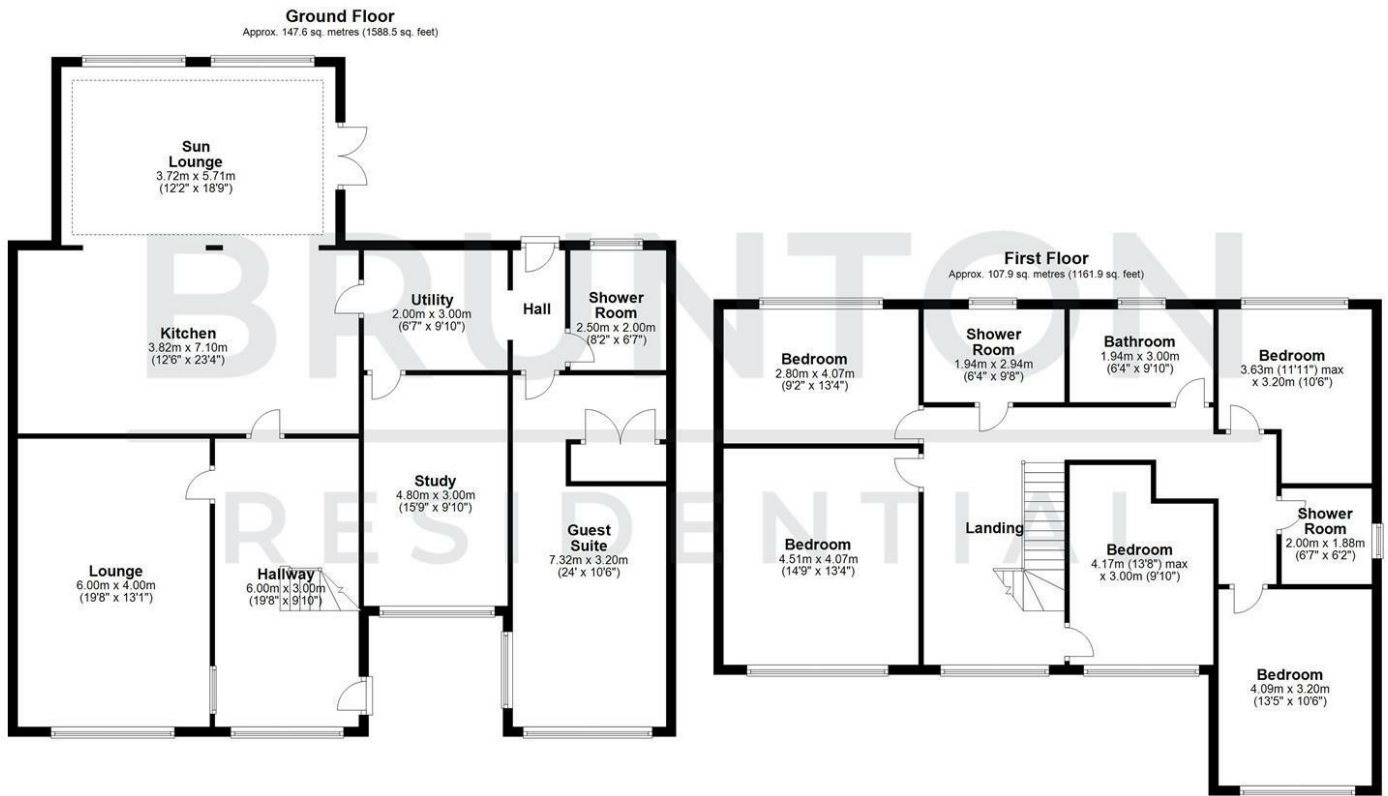 Ground Floor
Approx. 147.6 sq. metres (1588.5 sq. feet)
Sun
Lounge
3.72m x 5.71m
(12'2" x 18'9")
Kitchen
3.82m x 7.10m
(12'6" x 23'4")
Utility
2.00m x 3.00m
(6'7" x 9'10")
Hall
Shower
Room
2.50m x 2.00m
(8'2" x 6'7")
Lounge
6.00m x 4.00m
(19'8" x 13'1")
Hallway
6.00m x 3.00m
(19'8" x 9'10")
Study
4.80m x 3.00m
(15'9" x 9'10")
Guest
Suite
7.32m x 3.20m
(24' x 10'6")
First Floor
Approx. 107.9 sq. metres (1161.9 sq. feet)
Bedroom
2.80m x 4.07m
(9'2" x 13'4")
Shower
Room
1.94m x 2.94m
(6'4" x 9'8")
Bathroom
1.94m x 3.00m
(6'4" x 9'10")
Bedroom
3.63m (11'11") max
x 3.20m (10'6")
Bedroom
4.51m x 4.07m
(14'9" x 13'4")
Landing
Bedroom
4.17m (13'8") max
x 3.00m (9'10")
Shower
Room
2.00m x 1.88m
(6'7" x 6'2")
Bedroom
4.09m x 3.20m
(13'5" x 10'6")
BRUNTON
RESIDENTIAL